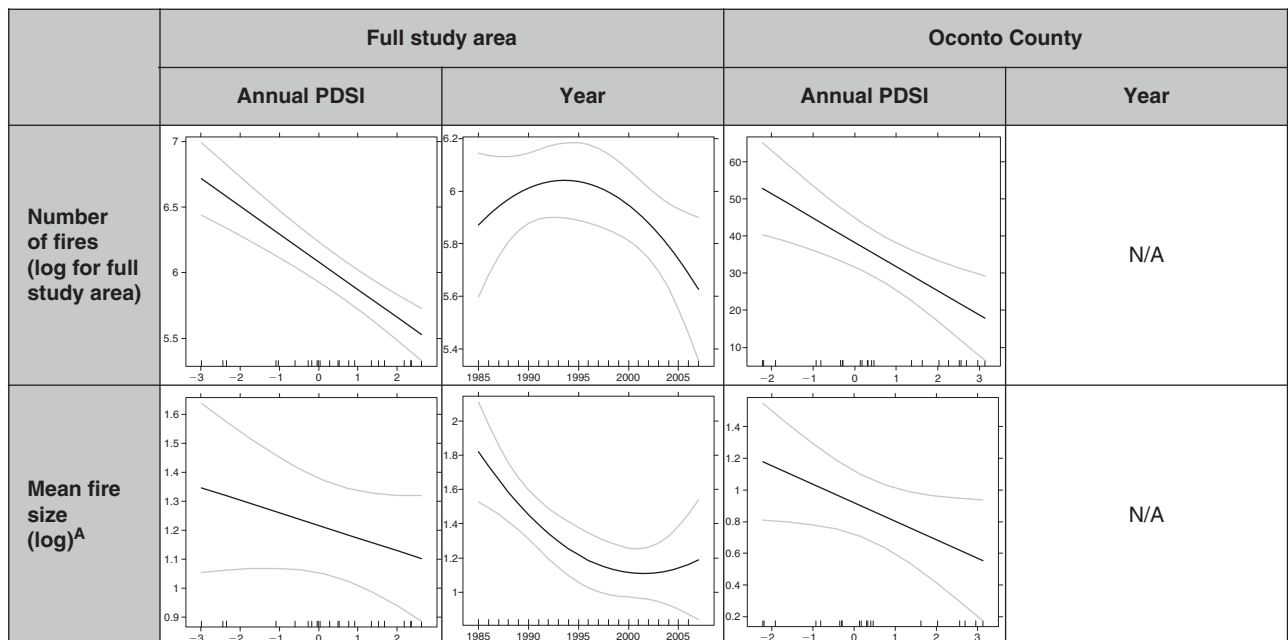 Full study area
Oconto County
Annual PDSI
Year
Annual PDSI
Year
Number
of fires
(log for full
study area)
7
6.5
6
5.5
−3 −2 −1 0 1 2
6.2
6
5.8
5.6
5.4
1985 1990 1995 2000 2005
60
50
40
30
20
10
−2 −1 0 1 2 3
N/A
Mean fire
size
(log)A
1.6
1.5
1.4
1.3
1.2
1.1
1
0.9
−3 −2 −1 0 1 2
2
1.8
1.6
1.4
1.2
1
1985 1990 1995 2000 2005
1.4
1.2
1
0.8
0.6
0.4
0.2
−2 −1 0 1 2 3
N/A